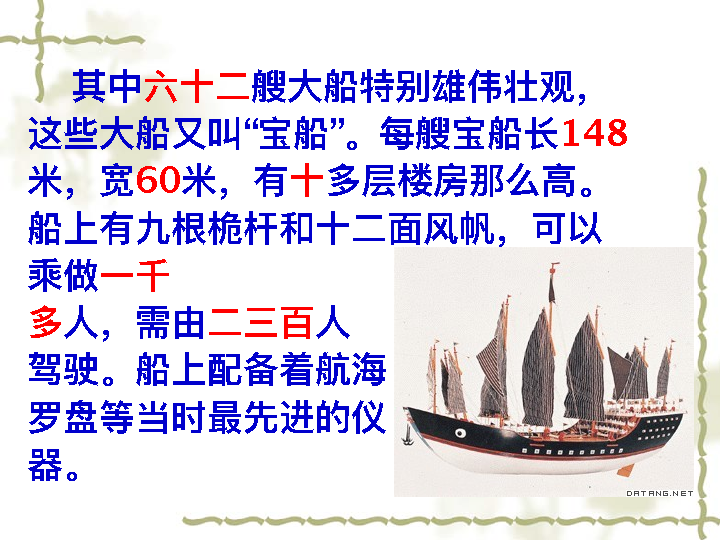 其中六十二艘大船特别雄伟壮观，
这些大船又叫“宝船”。每艘宝船长148
米，宽60米，有十多层楼房那么高。
船上有九根桅杆和十二面风帆，可以
乘做一千
多人，需由二三百人
驾驶。船上配备着航海
罗盘等当时最先进的仪
器。
DATANG.NET